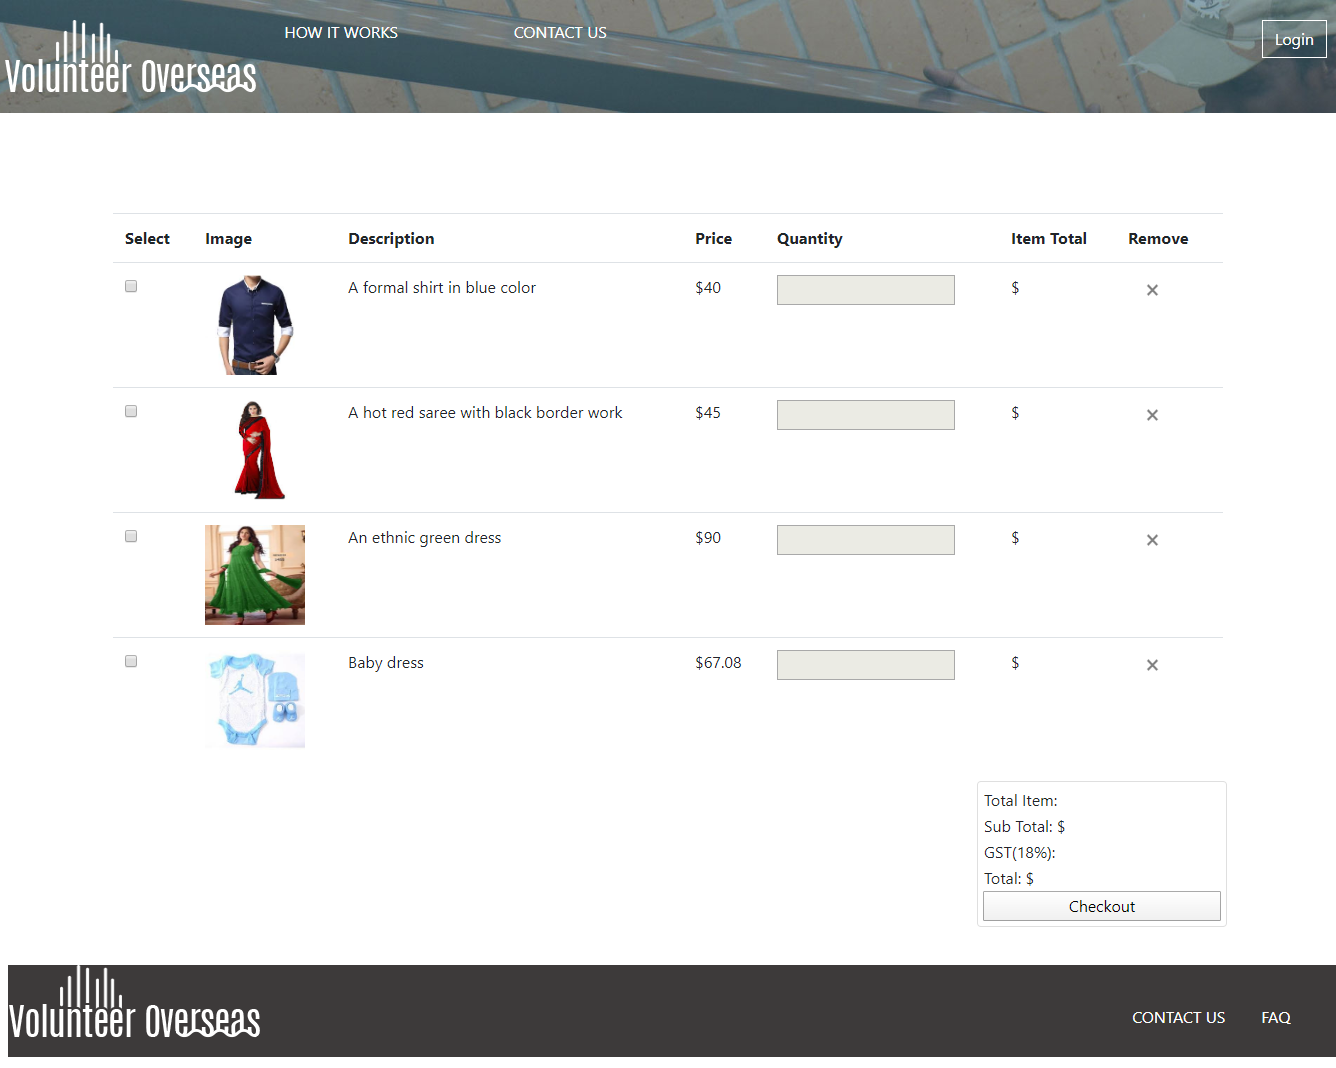 HOW IT WORKS
CONTACT US
Login
Volunteer Overseas
Select Image Description Price Quantity Item Total Remove
A formal shirt in blue color $40 $ ×
A hot red saree with black border work $45 $ ×
An ethnic green dress $90 $ ×
Baby dress $67.08 $ ×
Total Item:
Sub Total: $
GST(18%):
Total: $
Checkout
Volunteer Overseas
CONTACT US
FAQ